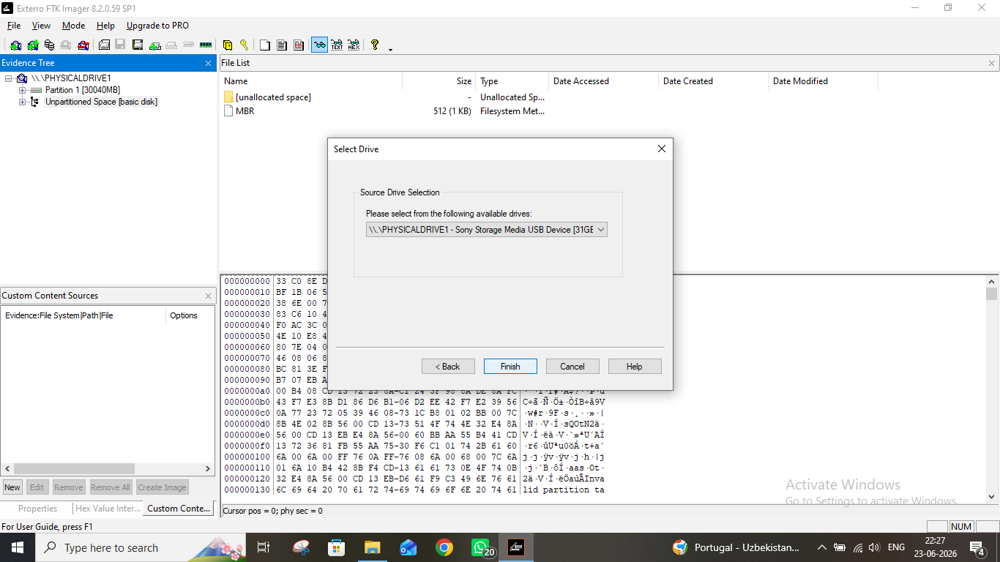 Exterro FTK Imager 8.2.0.59 SP1
File View Mode Help Upgrade to PRO
Evidence Tree
\\.\PHYSICALDRIVE1
Partition 1 [30040MB]
Unpartitioned Space [basic disk]
File List
Name Size Type Date Accessed Date Created Date Modified
[unallocated space] - Unallocated Sp...
MBR 512 (1 KB) Filesystem Met...
Select Drive
Source Drive Selection
Please select from the following available drives:
\\.\PHYSICALDRIVE1 - Sony Storage Media USB Device [31GB
< Back Finish Cancel Help
Custom Content Sources
Evidence:File System|Path|File Options
New Edit Remove Remove All Create Image
Properties Hex Value Inter... Custom Conte...
000000000 33 C0 8E D
000000010 BF 1B 06 5
000000020 38 6E 00 7
000000030 83 C6 10 4
000000040 F0 AC 3C 0
000000050 4E 10 E8 4
000000060 80 7E 04 0
000000070 46 08 06 8
000000080 BC 81 3E F
000000090 B7 07 EB A
0000000a0 00 B4 08 CD 13 72 23 8A-C1 24 3F 98 8A DE 8A FC
0000000b0 43 F7 E3 8B D1 86 D6 B1-06 D2 EE 42 F7 E2 39 56 C÷ã·Ñ·Ö±·ÒîB÷â9V
0000000c0 0A 77 23 72 05 39 46 08-73 1C B8 01 02 BB 00 7C ·w#r·9F·s·¸··»·|
0000000d0 8B 4E 02 8B 56 00 CD 13-73 51 4F 74 4E 32 E4 8A ·N··V·Í·sQOtN2ä·
0000000e0 56 00 CD 13 EB E4 8A 56-00 60 BB AA 55 B4 41 CD V·Í·ëä·V·`»ªU´AÍ
0000000f0 13 72 36 81 FB 55 AA 75-30 F6 C1 01 74 2B 61 60 ·r6·ûUªu0öÁ·t+a`
000000100 6A 00 6A 00 FF 76 0A FF-76 08 6A 00 68 00 7C 6A j·j·ÿv·ÿv·j·h·|j
000000110 01 6A 10 B4 42 8B F4 CD-13 61 61 73 0E 4F 74 0B ·j·´B·ôÍ·aas·Ot·
000000120 32 E4 8A 56 00 CD 13 EB-D6 61 F9 C3 49 6E 76 61 2ä·V·Í·ëÖaùÃInva
000000130 6C 69 64 20 70 61 72 74-69 74 69 6F 6E 20 74 61 lid partition ta
Cursor pos = 0; phy sec = 0
Activate Windows
Go to Settings to activate Windows.
For User Guide, press F1 NUM
Type here to search
20
Portugal - Uzbekistan...
ENG
22:27
23-06-2026
4